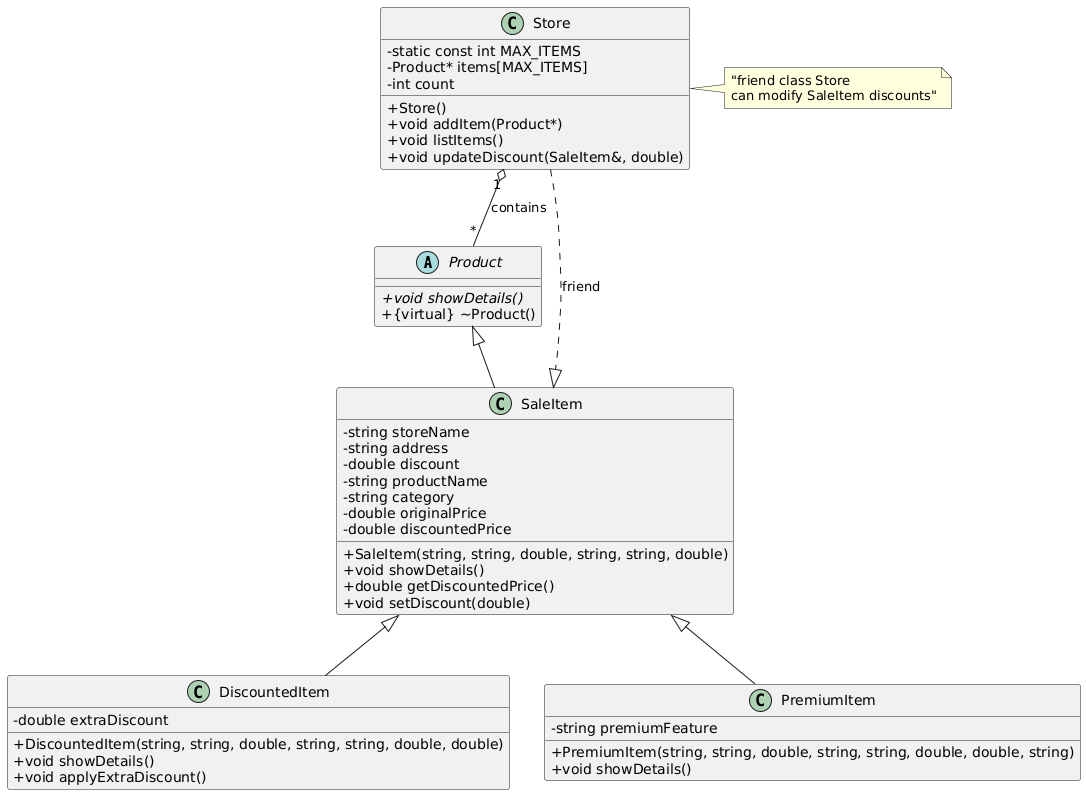 C Store
-static const int MAX_ITEMS
-Product* items[MAX_ITEMS]
-int count
+Store()
+void addItem(Product*)
+void listItems()
+void updateDiscount(SaleItem&, double)
"friend class Store
can modify SaleItem discounts"
1
contains
*
friend
A Product
+void showDetails()
+{virtual} ~Product()
C SaleItem
-string storeName
-string address
-double discount
-string productName
-string category
-double originalPrice
-double discountedPrice
+SaleItem(string, string, double, string, string, double)
+void showDetails()
+double getDiscountedPrice()
+void setDiscount(double)
C DiscountedItem
-double extraDiscount
+DiscountedItem(string, string, double, string, string, double, double)
+void showDetails()
+void applyExtraDiscount()
C PremiumItem
-string premiumFeature
+PremiumItem(string, string, double, string, string, double, double, string)
+void showDetails()